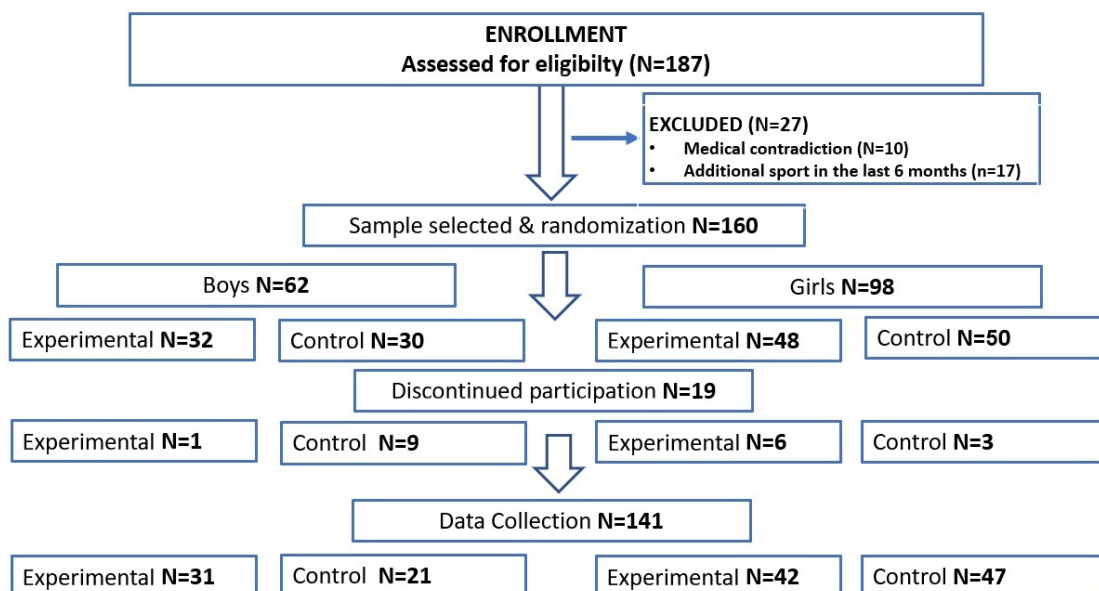 ENROLLMENT
Assessed for eligibilty (N=187)
EXCLUDED (N=27)
• Medical contradiction (N=10)
• Additional sport in the last 6 months (n=17)
Sample selected & randomization N=160
Boys N=62
Girls N=98
Experimental N=32
Control N=30
Experimental N=48
Control N=50
Discontinued participation N=19
Experimental N=1
Control N=9
Experimental N=6
Control N=3
Data Collection N=141
Experimental N=31
Control N=21
Experimental N=42
Control N=47